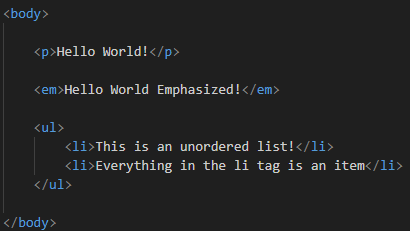 <body>
<p>Hello World!</p>
<em>Hello World Emphasized!</em>
<ul>
<li>This is an unordered list!</li>
<li>Everything in the li tag is an item</li>
</ul>
</body>